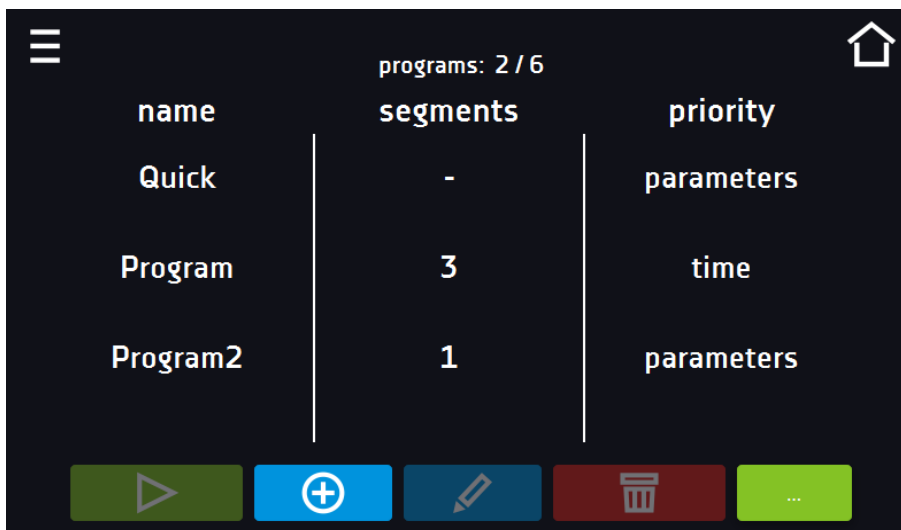 programs: 2 / 6
name segments priority
Quick - parameters
Program 3 time
Program2 1 parameters
...